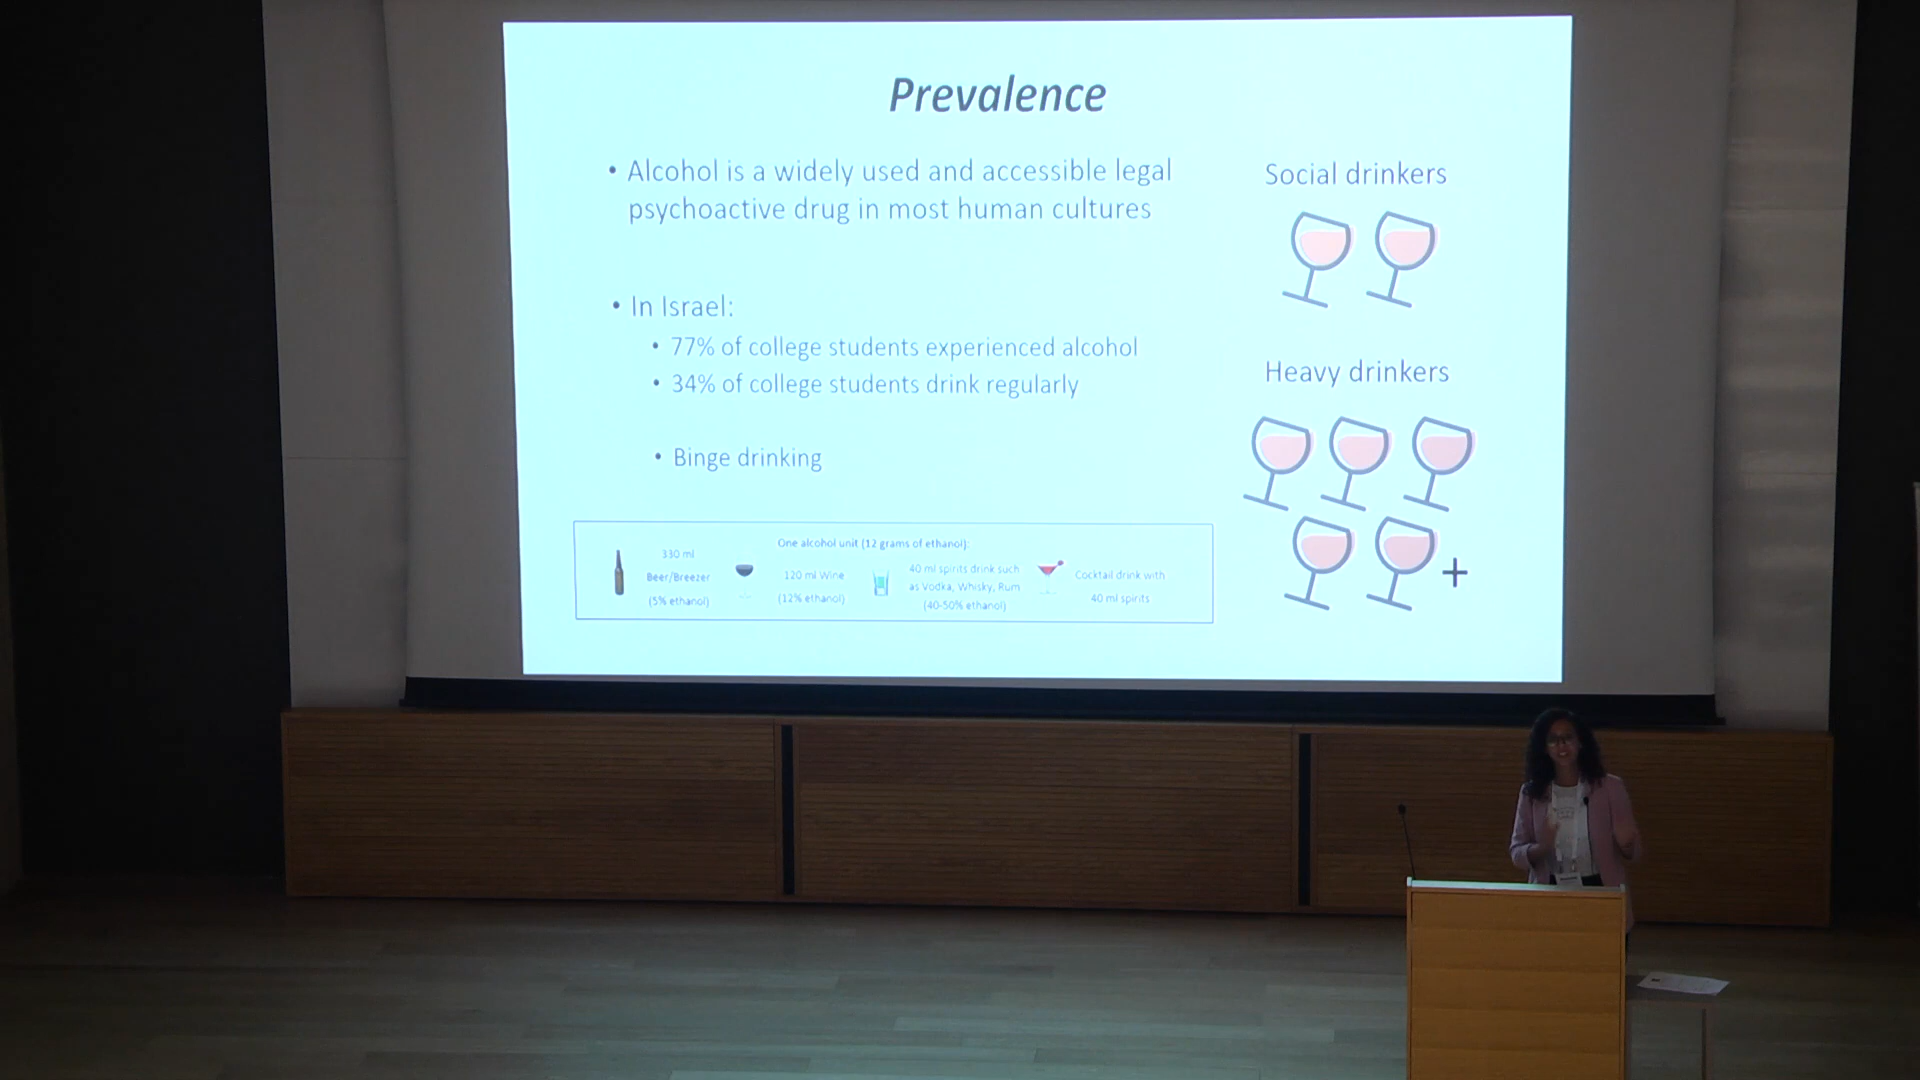 Prevalence
• Alcohol is a widely used and accessible legal
psychoactive drug in most human cultures
• In Israel:
• 77% of college students experienced alcohol
• 34% of college students drink regularly
• Binge drinking
Social drinkers
Heavy drinkers
+
One alcohol unit (12 grams of ethanol):
330 ml
Beer/Breezer
(5% ethanol)
120 ml Wine
(12% ethanol)
40 ml spirits drink such
as Vodka, Whisky, Rum
(40-50% ethanol)
Cocktail drink with
40 ml spirits